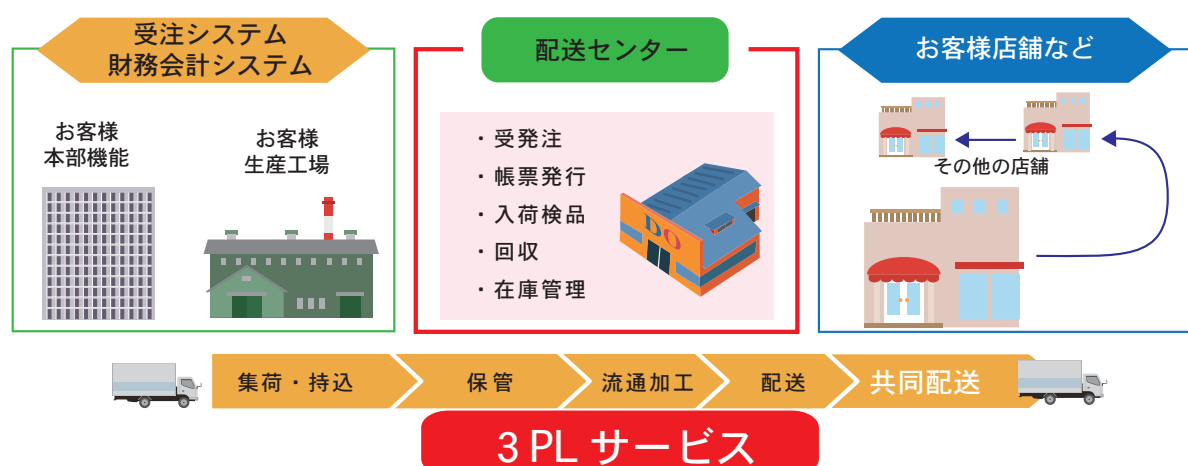 受注システム
財務会計システム
お客様
本部機能
お客様
生産工場
配送センター
・受発注
・帳票発行
・入荷検品
・回収
・在庫管理
DO
お客様店舗など
その他の店舗
集荷・持込
保管
流通加工
配送
共同配送
3PL サービス